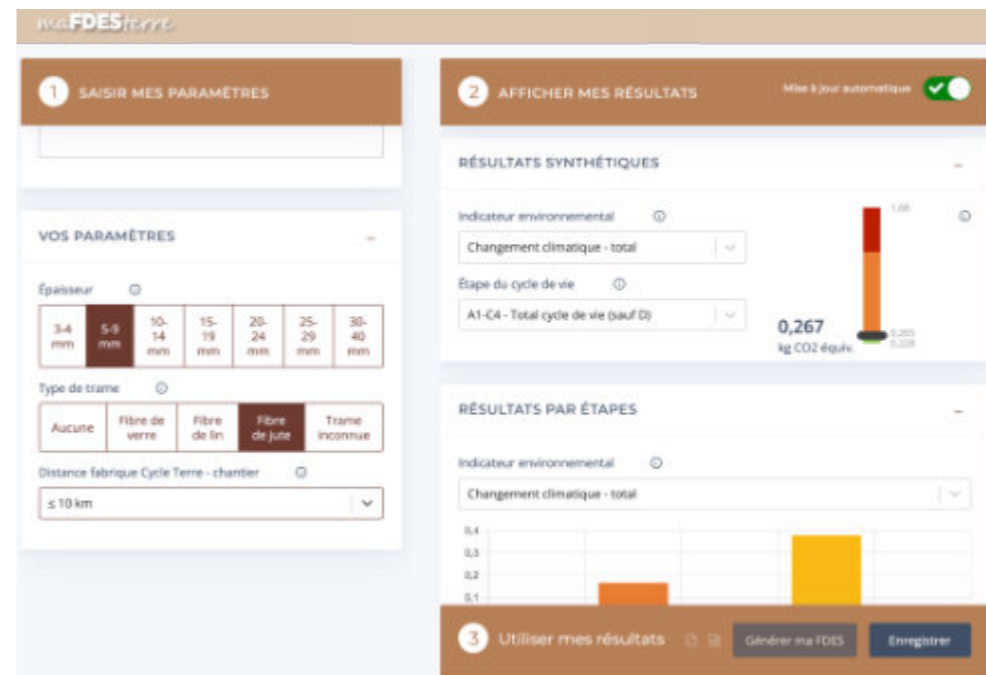 maFDESterre
1 SAISIR MES PARAMÈTRES
VOS PARAMÈTRES
Épaisseur
3-4 mm
5-9 mm
10-14 mm
15-19 mm
20-24 mm
25-29 mm
30-40 mm
Type de trame
Aucune
Fibre de verre
Fibre de lin
Fibre de jute
Trame inconnue
Distance fabrique Cycle Terre - chantier
≤ 10 km
2 AFFICHER MES RÉSULTATS
Mise à jour automatique
RÉSULTATS SYNTHÉTIQUES
Indicateur environnemental
Changement climatique - total
Étape du cycle de vie
A1-C4 - Total cycle de vie (sauf D)
1,66
0,267
kg CO2 équiv.
RÉSULTATS PAR ÉTAPES
Indicateur environnemental
Changement climatique - total
0,4
0,3
0,2
0,1
3 Utiliser mes résultats
Générer ma FDES
Enregistrer